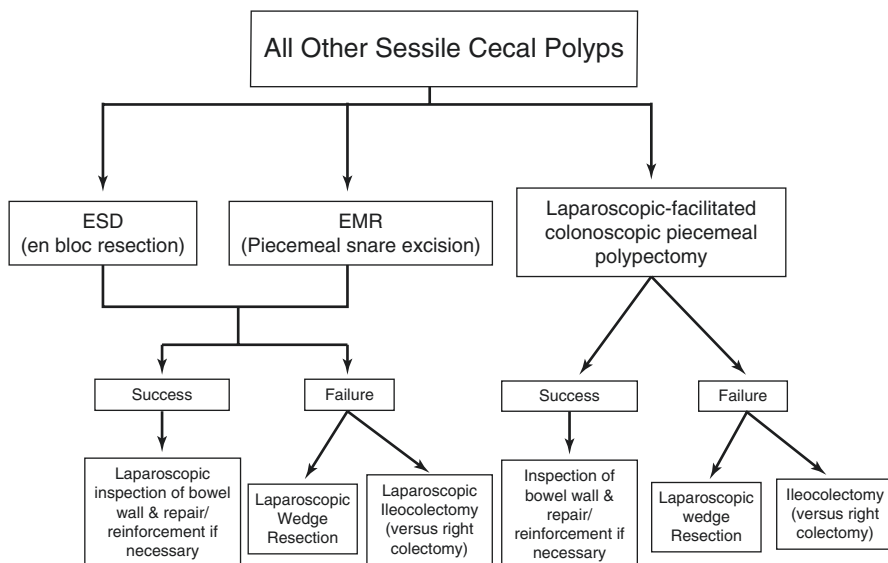 All Other Sessile Cecal Polyps
ESD
(en bloc resection)
EMR
(Piecemeal snare excision)
Laparoscopic-facilitated
colonoscopic piecemeal
polypectomy
Success
Failure
Success
Failure
Laparoscopic
inspection of bowel
wall & repair/
reinforcement if
necessary
Laparoscopic
Wedge
Resection
Laparoscopic
Ileocolectomy
(versus right
colectomy)
Inspection of
bowel wall &
repair/
reinforcement if
necessary
Laparoscopic
wedge
Resection
Ileocolectomy
(versus right
colectomy)